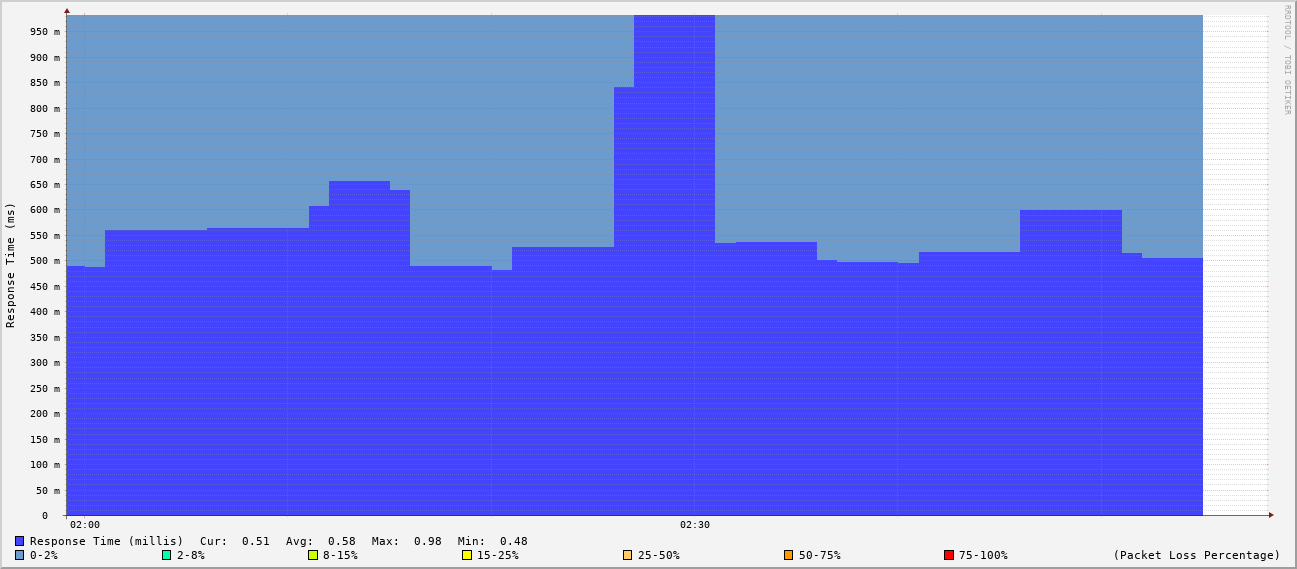 RRDTOOL / TOBI OETIKER
Response Time (ms)
950 m
900 m
850 m
800 m
750 m
700 m
650 m
600 m
550 m
500 m
450 m
400 m
350 m
300 m
250 m
200 m
150 m
100 m
50 m
0
02:00 02:30
Response Time (millis) Cur: 0.51 Avg: 0.58 Max: 0.98 Min: 0.48
0-2% 2-8% 8-15% 15-25% 25-50% 50-75% 75-100% (Packet Loss Percentage)